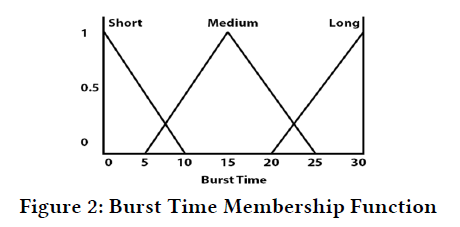 Short Medium Long
1
0.5
0
0 5 10 15 20 25 30
Burst Time
Figure 2: Burst Time Membership Function